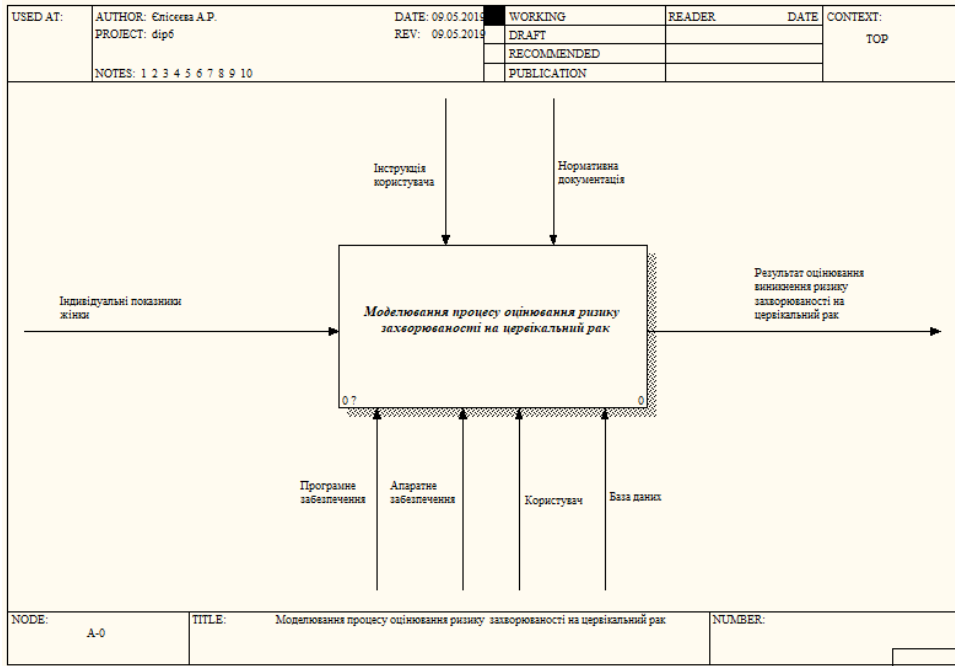 USED AT:
AUTHOR: Єлісєєва А.Р.
DATE: 09.05.2019
WORKING
READER
DATE
CONTEXT:
PROJECT: dip6
REV: 09.05.2019
DRAFT
TOP
RECOMMENDED
NOTES: 1 2 3 4 5 6 7 8 9 10
PUBLICATION
Інструкція
користувача
Нормативна
документація
Індивідуальні показники
жінки
Моделювання процесу оцінювання ризику
захворюваності на цервікальний рак
0 ?
0
Результат оцінювання
виникнення ризику
захворюваності на
цервікальний рак
Програмне
забезпечення
Апаратне
забезпечення
Користувач
База даних
NODE:
A-0
TITLE:
Моделювання процесу оцінювання ризику захворюваності на цервікальний рак
NUMBER: